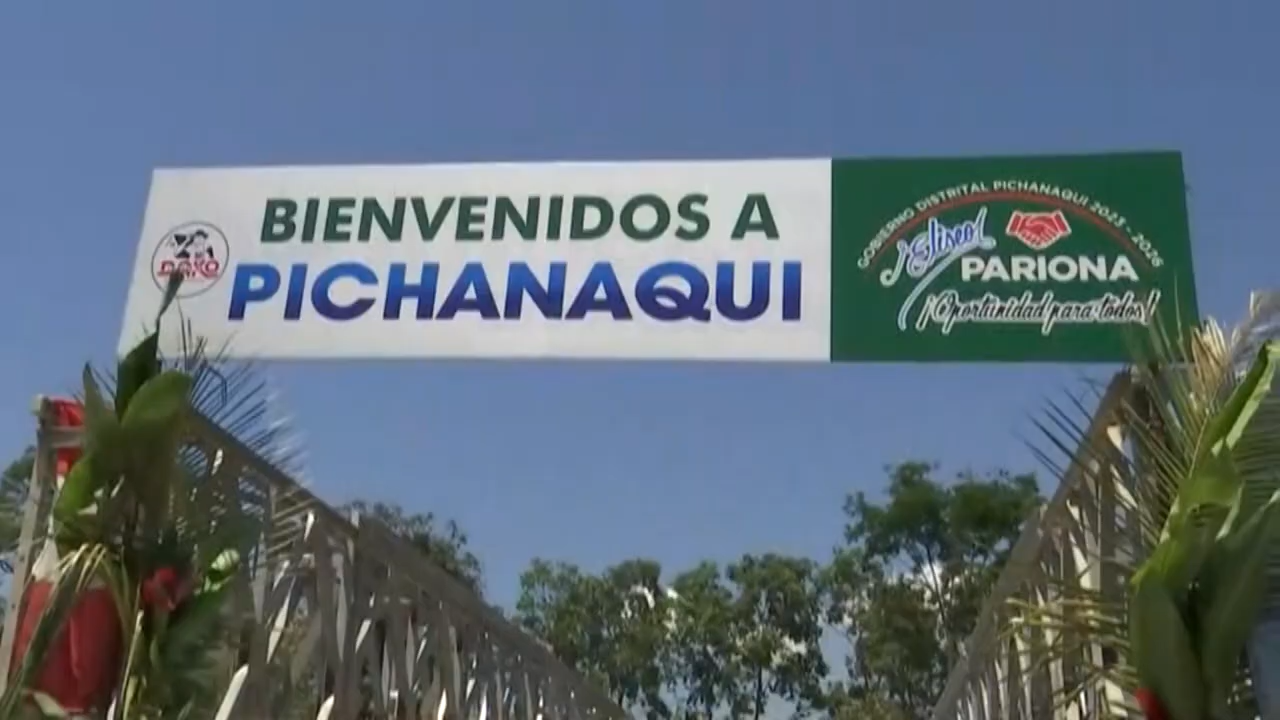 BIENVENIDOS A
PICHANAQUI
GOBIERNO DISTRITAL PICHANAQUI 2023 - 2026
¡Eliseo!
PARIONA
¡Oportunidad para todos!